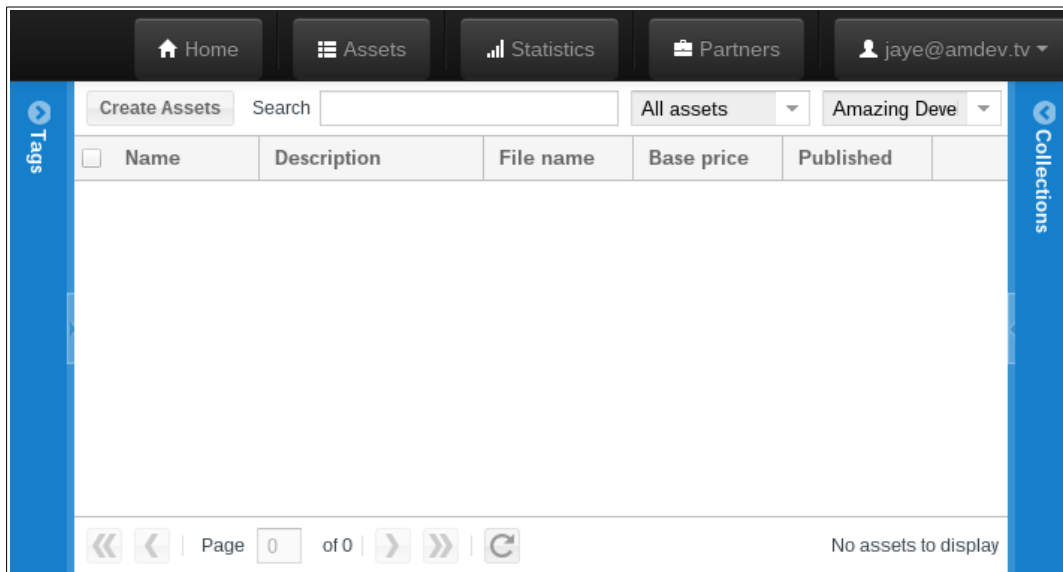 Home Assets Statistics Partners jaye@amdev.tv
Tags
Create Assets Search All assets Amazing Deve
Name Description File name Base price Published
Collections
Page 0 of 0 No assets to display